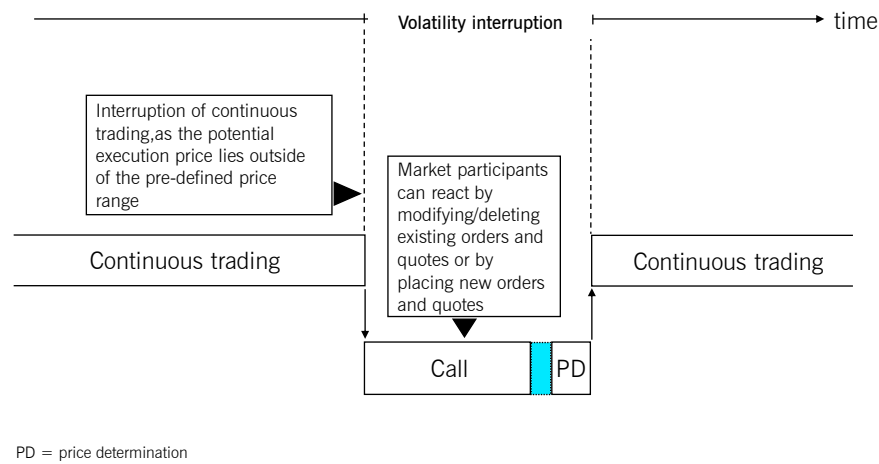 Volatility interruption
time
Interruption of continuous
trading,as the potential
execution price lies outside
of the pre-defined price
range
Market participants
can react by
modifying/deleting
existing orders and
quotes or by
placing new orders
and quotes
Continuous trading
Continuous trading
Call
PD
PD = price determination